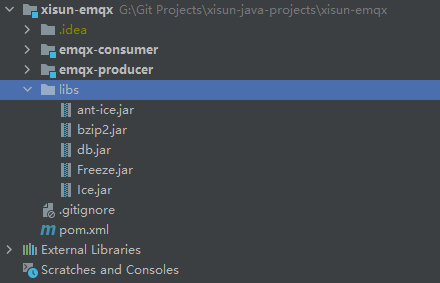 xisun-emqx G:\Git Projects\xisun-java-projects\xisun-emqx
.idea
emqx-consumer
emqx-producer
libs
ant-ice.jar
bzip2.jar
db.jar
Freeze.jar
Ice.jar
.gitignore
pom.xml
External Libraries
Scratches and Consoles